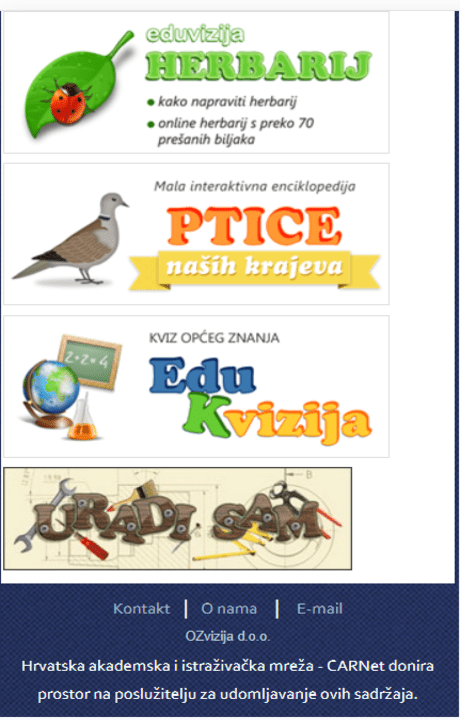 eduvizija
HERBARIJ
• kako napraviti herbarij
• online herbarij s preko 70
prešanih biljaka
Mala interaktivna enciklopedija
PTICE
naših krajeva
2+2=4
KVIZ OPĆEG ZNANJA
Edu
Kvizija
URADI SAM
B
Kontakt | O nama | E-mail
OZvizija d.o.o.
Hrvatska akademska i istraživačka mreža - CARNet donira
prostor na poslužitelju za udomljavanje ovih sadržaja.